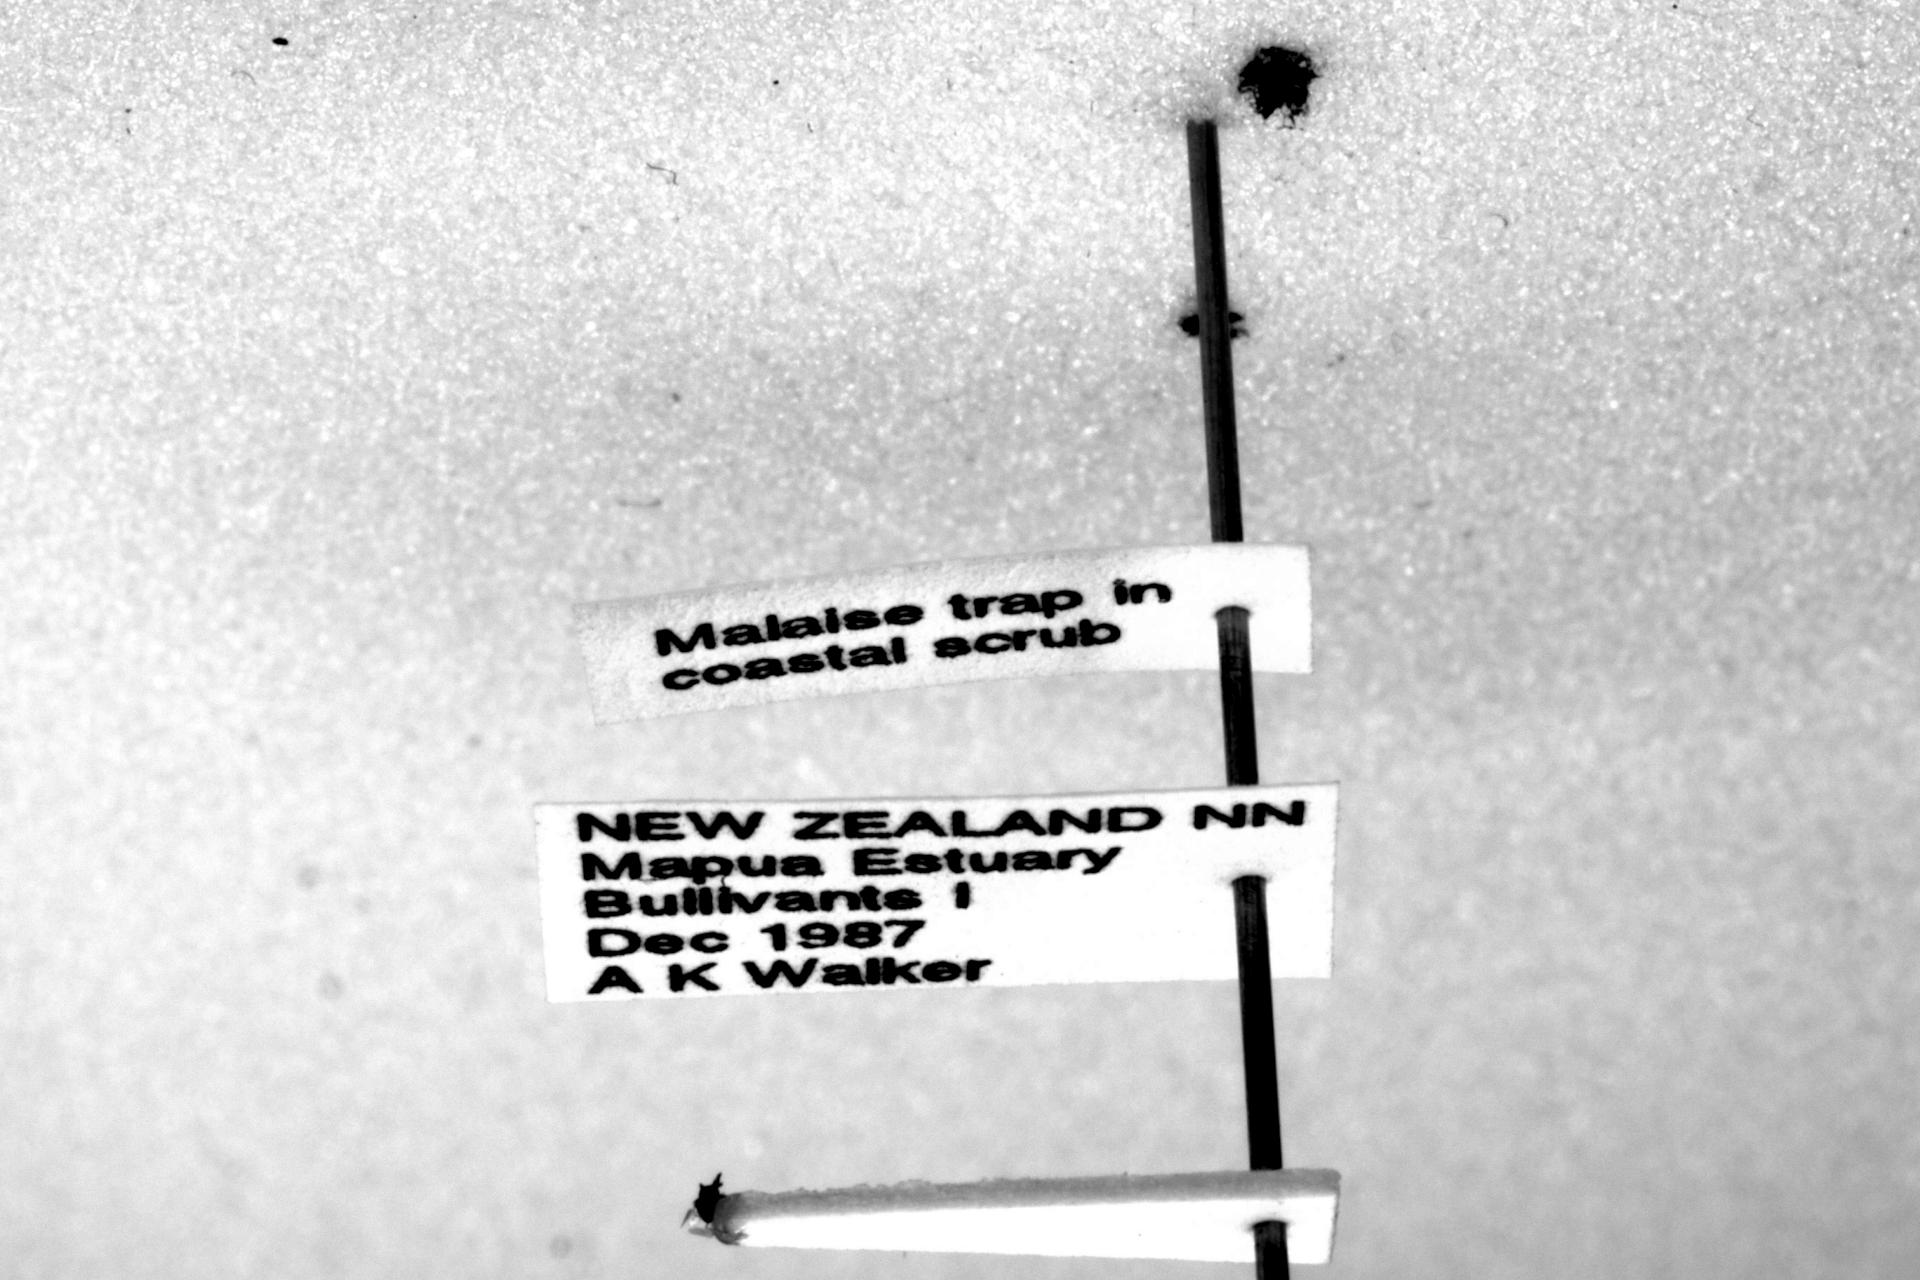 Malaise trap in
coastal scrub
NEW ZEALAND NN
Mapua Estuary
Bullivants I
Dec 1987
A K Walker